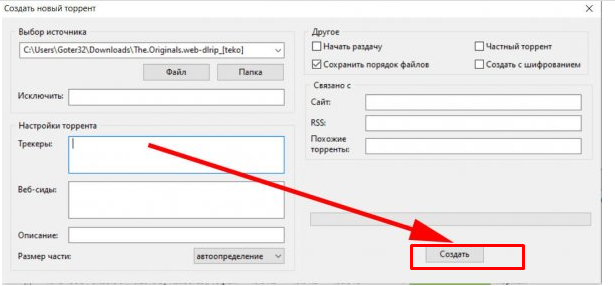 Создать новый торрент
Выбор источника
C:\Users\Goter32\Downloads\The.Originals.web-dlrip_[teko]
Файл
Папка
Исключить:
Настройки торрента
Трекеры:
Веб-сиды:
Описание:
Размер части:
автоопределение
Другое
Начать раздачу
Частный торрент
Сохранить порядок файлов
Создать с шифрованием
Связано с
Сайт:
RSS:
Похожие
торренты:
Создать